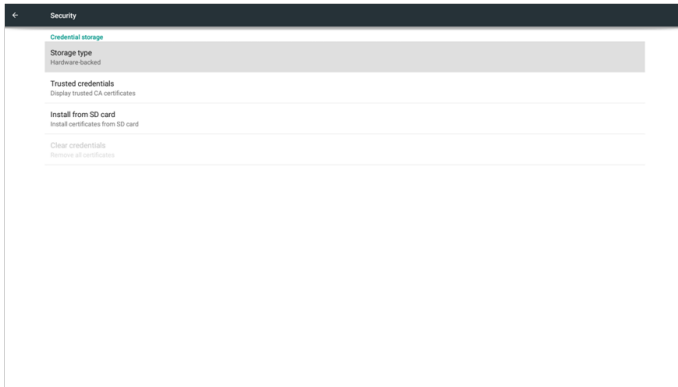 Security
Credential storage
Storage type
Hardware-backed
Trusted credentials
Display trusted CA certificates
Install from SD card
Install certificates from SD card
Clear credentials
Remove all certificates